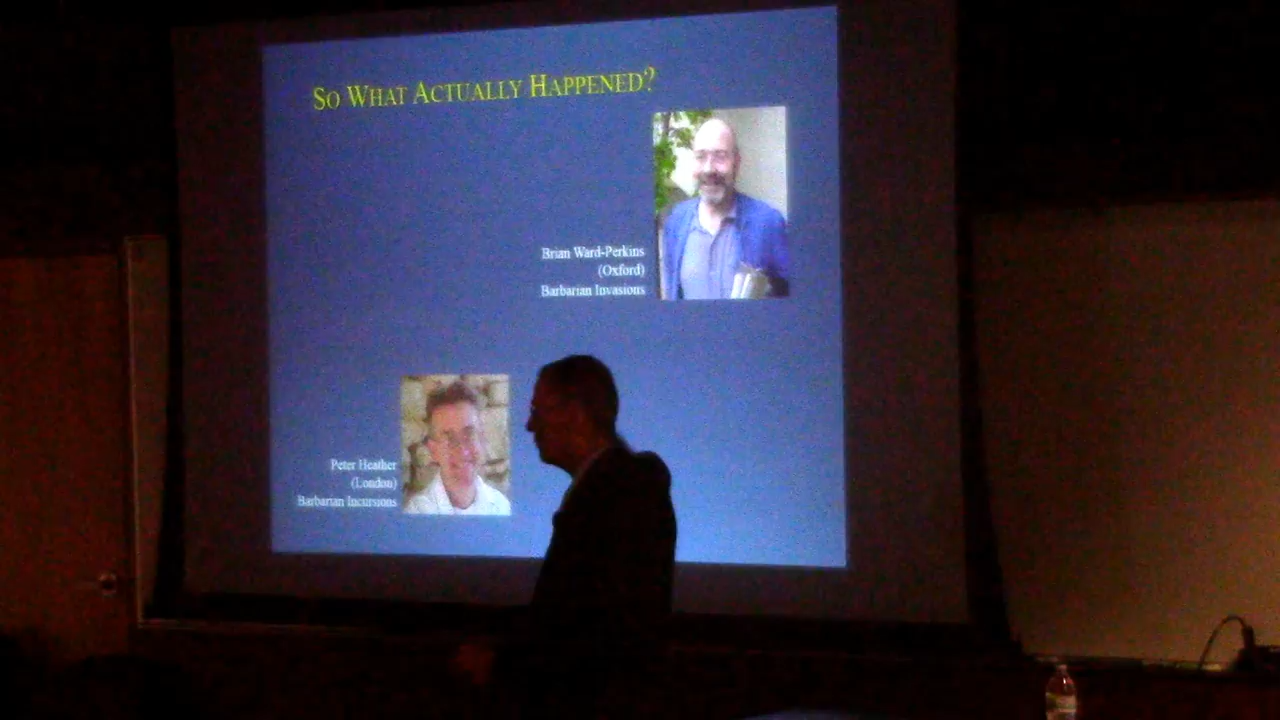 So What Actually Happened?
Brian Ward-Perkins
(Oxford)
Barbarian Invasions
Peter Heather
(London)
Barbarian Incursions